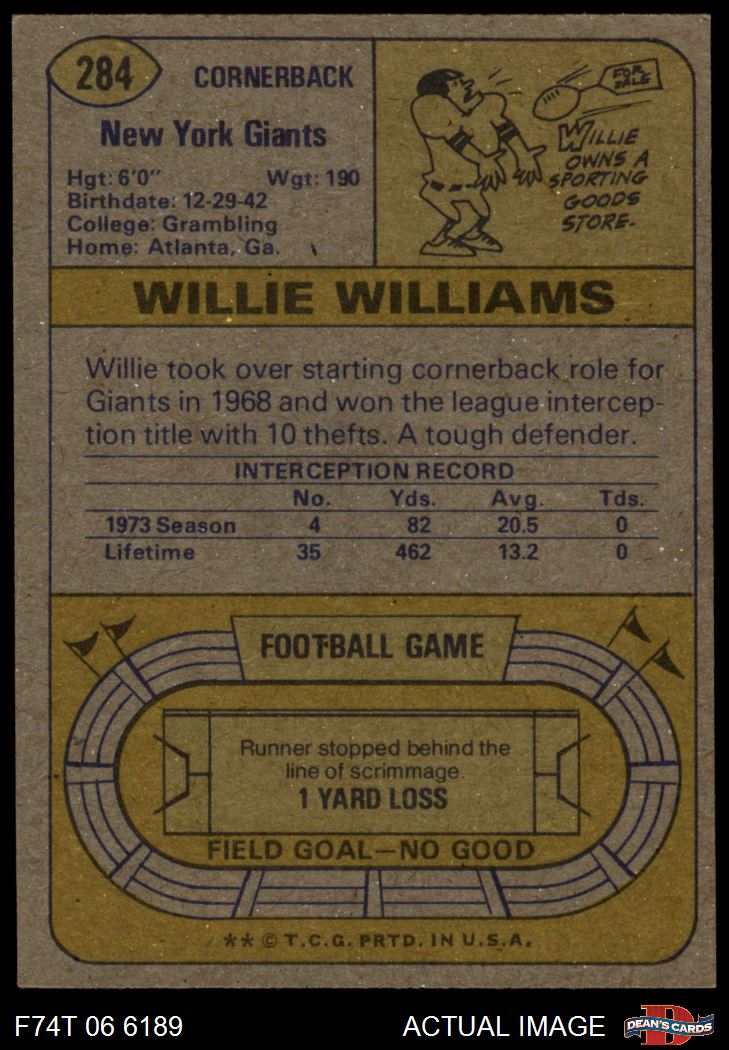 284
CORNERBACK
New York Giants
Hgt: 6'0" Wgt: 190
Birthdate: 12-29-42
College: Grambling
Home: Atlanta, Ga.
FOR
SALE
WILLIE
OWNS A
SPORTING
GOODS
STORE.
WILLIE WILLIAMS
Willie took over starting cornerback role for
Giants in 1968 and won the league intercep-
tion title with 10 thefts. A tough defender.
INTERCEPTION RECORD
No. Yds. Avg. Tds.
1973 Season 4 82 20.5 0
Lifetime 35 462 13.2 0
FOOTBALL GAME
Runner stopped behind the
line of scrimmage.
1 YARD LOSS
FIELD GOAL—NO GOOD
** © T.C.G. PRTD. IN U.S.A.
F74T 06 6189 ACTUAL IMAGE
D
DEAN'S CARDS